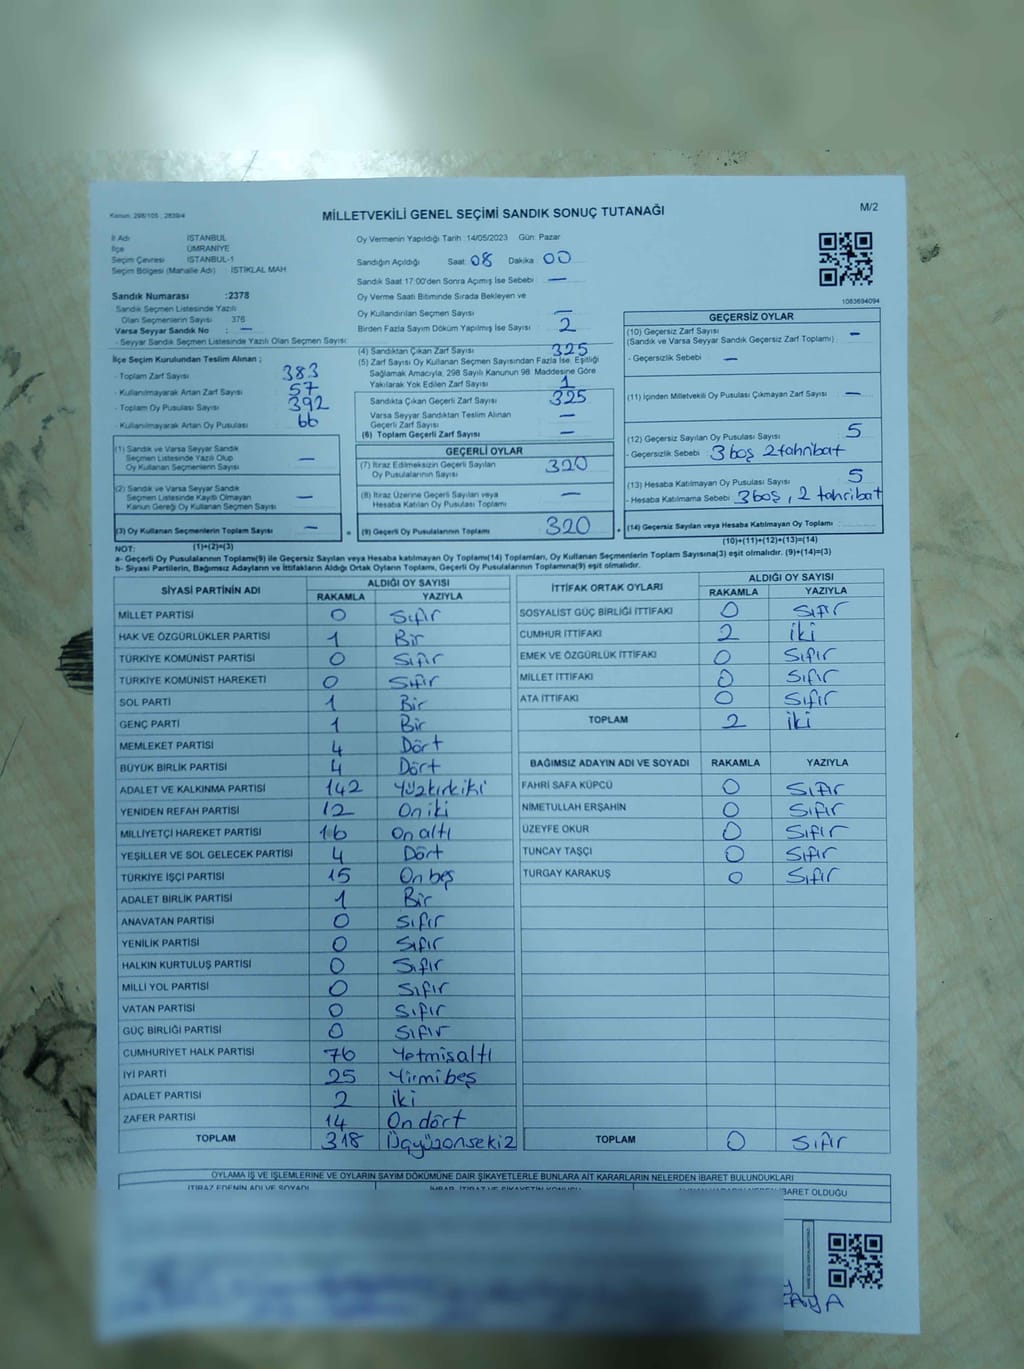 Kanun: 298/105 , 2839/4
MİLLETVEKİLİ GENEL SEÇİMİ SANDIK SONUÇ TUTANAĞI
M/2
İl Adı İSTANBUL
İlçe ÜMRANİYE
Seçim Çevresi İSTANBUL-1
Seçim Bölgesi (Mahalle Adı) İSTİKLAL MAH
Sandık Numarası :2378
Sandık Seçmen Listesinde Yazılı
Olan Seçmenlerin Sayısı 376
Varsa Seyyar Sandık No : —
- Seyyar Sandık Seçmen Listesinde Yazılı Olan Seçmen Sayısı
İlçe Seçim Kurulundan Teslim Alınan ;
- Toplam Zarf Sayısı 383
- Kullanılmayarak Artan Zarf Sayısı 57
- Toplam Oy Pusulası Sayısı 392
- Kullanılmayarak Artan Oy Pusulası 66
(1) Sandık ve Varsa Seyyar Sandık
Seçmen Listesinde Yazılı Olup
Oy Kullanan Seçmenlerin Sayısı —
(2) Sandık ve Varsa Seyyar Sandık
Seçmen Listesinde Kayıtlı Olmayan
Kanun Gereği Oy Kullanan Seçmen Sayısı —
(3) Oy Kullanan Seçmenlerin Toplam Sayısı —
(1)+(2)=(3)
Oy Vermenin Yapıldığı Tarih :14/05/2023 Gün: Pazar
Sandığın Açıldığı Saat: 08 Dakika 00
Sandık Saat 17:00'den Sonra Açımış İse Sebebi —
Oy Verme Saati Bitiminde Sırada Bekleyen ve
Oy Kullandırılan Seçmen Sayısı —
Birden Fazla Sayım Döküm Yapılmış İse Sayısı 2
(4) Sandıktan Çıkan Zarf Sayısı 325
(5) Zarf Sayısı Oy Kullanan Seçmen Sayısından Fazla İse, Eşitliği
Sağlamak Amacıyla; 298 Sayılı Kanunun 98. Maddesine Göre
Yakılarak Yok Edilen Zarf Sayısı 1
Sandıkta Çıkan Geçerli Zarf Sayısı 325
Varsa Seyyar Sandıktan Teslim Alınan
Geçerli Zarf Sayısı —
(6) Toplam Geçerli Zarf Sayısı —
GEÇERLİ OYLAR
(7) İtiraz Edilmeksizin Geçerli Sayılan
Oy Pusulasının Sayısı 320
(8) İtiraz Üzerine Geçerli Sayılan veya
Hesaba Katılan Oy Pusulası Toplamı —
= (9) Geçerli Oy Pusulalarının Toplamı 320 +
1083694094
GEÇERSİZ OYLAR
(10) Geçersiz Zarf Sayısı —
(Sandık ve Varsa Seyyar Sandık Geçersiz Zarf Toplamı)
- Geçersizlik Sebebi —
(11) İçinden Milletvekili Oy Pusulası Çıkmayan Zarf Sayısı —
(12) Geçersiz Sayılan Oy Pusulası Sayısı 5
- Geçersizlik Sebebi 3 boş 2 tahribat
(13) Hesaba Katılmayan Oy Pusulası Sayısı 5
- Hesaba Katılmama Sebebi 3 boş, 2 tahribat
(14) Geçersiz Sayılan veya Hesaba Katılmayan Oy Toplamı :
(10)+(11)+(12)+(13)=(14)
NOT:
a- Geçerli Oy Pusulasının Toplamı(9) ile Geçersiz Sayılan veya Hesaba katılmayan Oy Toplamı(14) Toplamları, Oy Kullanan Seçmenlerin Toplam Sayısına(3) eşit olmalıdır. (9)+(14)=(3)
b- Siyasi Partilerin, Bağımsız Adayların ve İttifakların Aldığı Ortak Oyların Toplamı, Geçerli Oy Pusulasının Toplamına(9) eşit olmalıdır.
SİYASİ PARTİNİN ADI ALDIĞI OY SAYISI
RAKAMLA YAZIYLA
MİLLET PARTİSİ 0 Sıfır
HAK VE ÖZGÜRLÜKLER PARTİSİ 1 Bir
TÜRKİYE KOMÜNİST PARTİSİ 0 Sıfır
TÜRKİYE KOMÜNİST HAREKETİ 0 Sıfır
SOL PARTİ 1 Bir
GENÇ PARTİ 1 Bir
MEMLEKET PARTİSİ 4 Dört
BÜYÜK BİRLİK PARTİSİ 4 Dört
ADALET VE KALKINMA PARTİSİ 142 Yüzkırkiki
YENİDEN REFAH PARTİSİ 12 On iki
MİLLİYETÇİ HAREKET PARTİSİ 16 On altı
YEŞİLLER VE SOL GELECEK PARTİSİ 4 Dört
TÜRKİYE İŞÇİ PARTİSİ 15 On beş
ADALET BİRLİK PARTİSİ 1 Bir
ANAVATAN PARTİSİ 0 Sıfır
YENİLİK PARTİSİ 0 Sıfır
HALKIN KURTULUŞ PARTİSİ 0 Sıfır
MİLLİ YOL PARTİSİ 0 Sıfır
VATAN PARTİSİ 0 Sıfır
GÜÇ BİRLİĞİ PARTİSİ 0 Sıfır
CUMHURİYET HALK PARTİSİ 76 Yetmişaltı
İYİ PARTİ 25 Yirmibeş
ADALET PARTİSİ 2 iki
ZAFER PARTİSİ 14 On dört
TOPLAM 318 Üçyüzonsekiz
İTTİFAK ORTAK OYLARI ALDIĞI OY SAYISI
RAKAMLA YAZIYLA
SOSYALİST GÜÇ BİRLİĞİ İTTİFAKI 0 Sıfır
CUMHUR İTTİFAKI 2 iki
EMEK VE ÖZGÜRLÜK İTTİFAKI 0 Sıfır
MİLLET İTTİFAKI 0 Sıfır
ATA İTTİFAKI 0 Sıfır
TOPLAM 2 iki
BAĞIMSIZ ADAYIN ADI VE SOYADI RAKAMLA YAZIYLA
FAHRİ SAFA KÜPCÜ 0 Sıfır
NİMETULLAH ERŞAHİN 0 Sıfır
ÜZEYFE OKUR 0 Sıfır
TUNCAY TAŞÇI 0 Sıfır
TURGAY KARAKUŞ 0 Sıfır
TOPLAM 0 Sıfır
OYLAMA İŞ VE İŞLEMLERİNE VE OYLARIN SAYIM DÖKÜMÜNE DAİR ŞİKAYETLERLE BUNLARA AİT KARARLARIN NELERDEN İBARET BULUNDUKLARI
İTİRAZ EDENİN ADI VE SOYADI İHBAR, İTİRAZ VE ŞİKAYETİN KONUSU BARET OLDUĞU